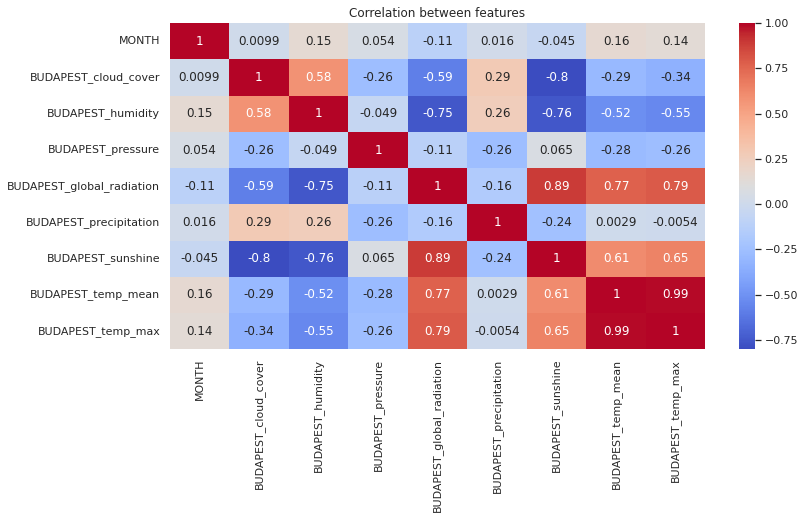 Correlation between features
MONTH 1 0.0099 0.15 0.054 -0.11 0.016 -0.045 0.16 0.14
BUDAPEST_cloud_cover 0.0099 1 0.58 -0.26 -0.59 0.29 -0.8 -0.29 -0.34
BUDAPEST_humidity 0.15 0.58 1 -0.049 -0.75 0.26 -0.76 -0.52 -0.55
BUDAPEST_pressure 0.054 -0.26 -0.049 1 -0.11 -0.26 0.065 -0.28 -0.26
BUDAPEST_global_radiation -0.11 -0.59 -0.75 -0.11 1 -0.16 0.89 0.77 0.79
BUDAPEST_precipitation 0.016 0.29 0.26 -0.26 -0.16 1 -0.24 0.0029 -0.0054
BUDAPEST_sunshine -0.045 -0.8 -0.76 0.065 0.89 -0.24 1 0.61 0.65
BUDAPEST_temp_mean 0.16 -0.29 -0.52 -0.28 0.77 0.0029 0.61 1 0.99
BUDAPEST_temp_max 0.14 -0.34 -0.55 -0.26 0.79 -0.0054 0.65 0.99 1
MONTH
BUDAPEST_cloud_cover
BUDAPEST_humidity
BUDAPEST_pressure
BUDAPEST_global_radiation
BUDAPEST_precipitation
BUDAPEST_sunshine
BUDAPEST_temp_mean
BUDAPEST_temp_max
1.00
0.75
0.50
0.25
0.00
−0.25
−0.50
−0.75